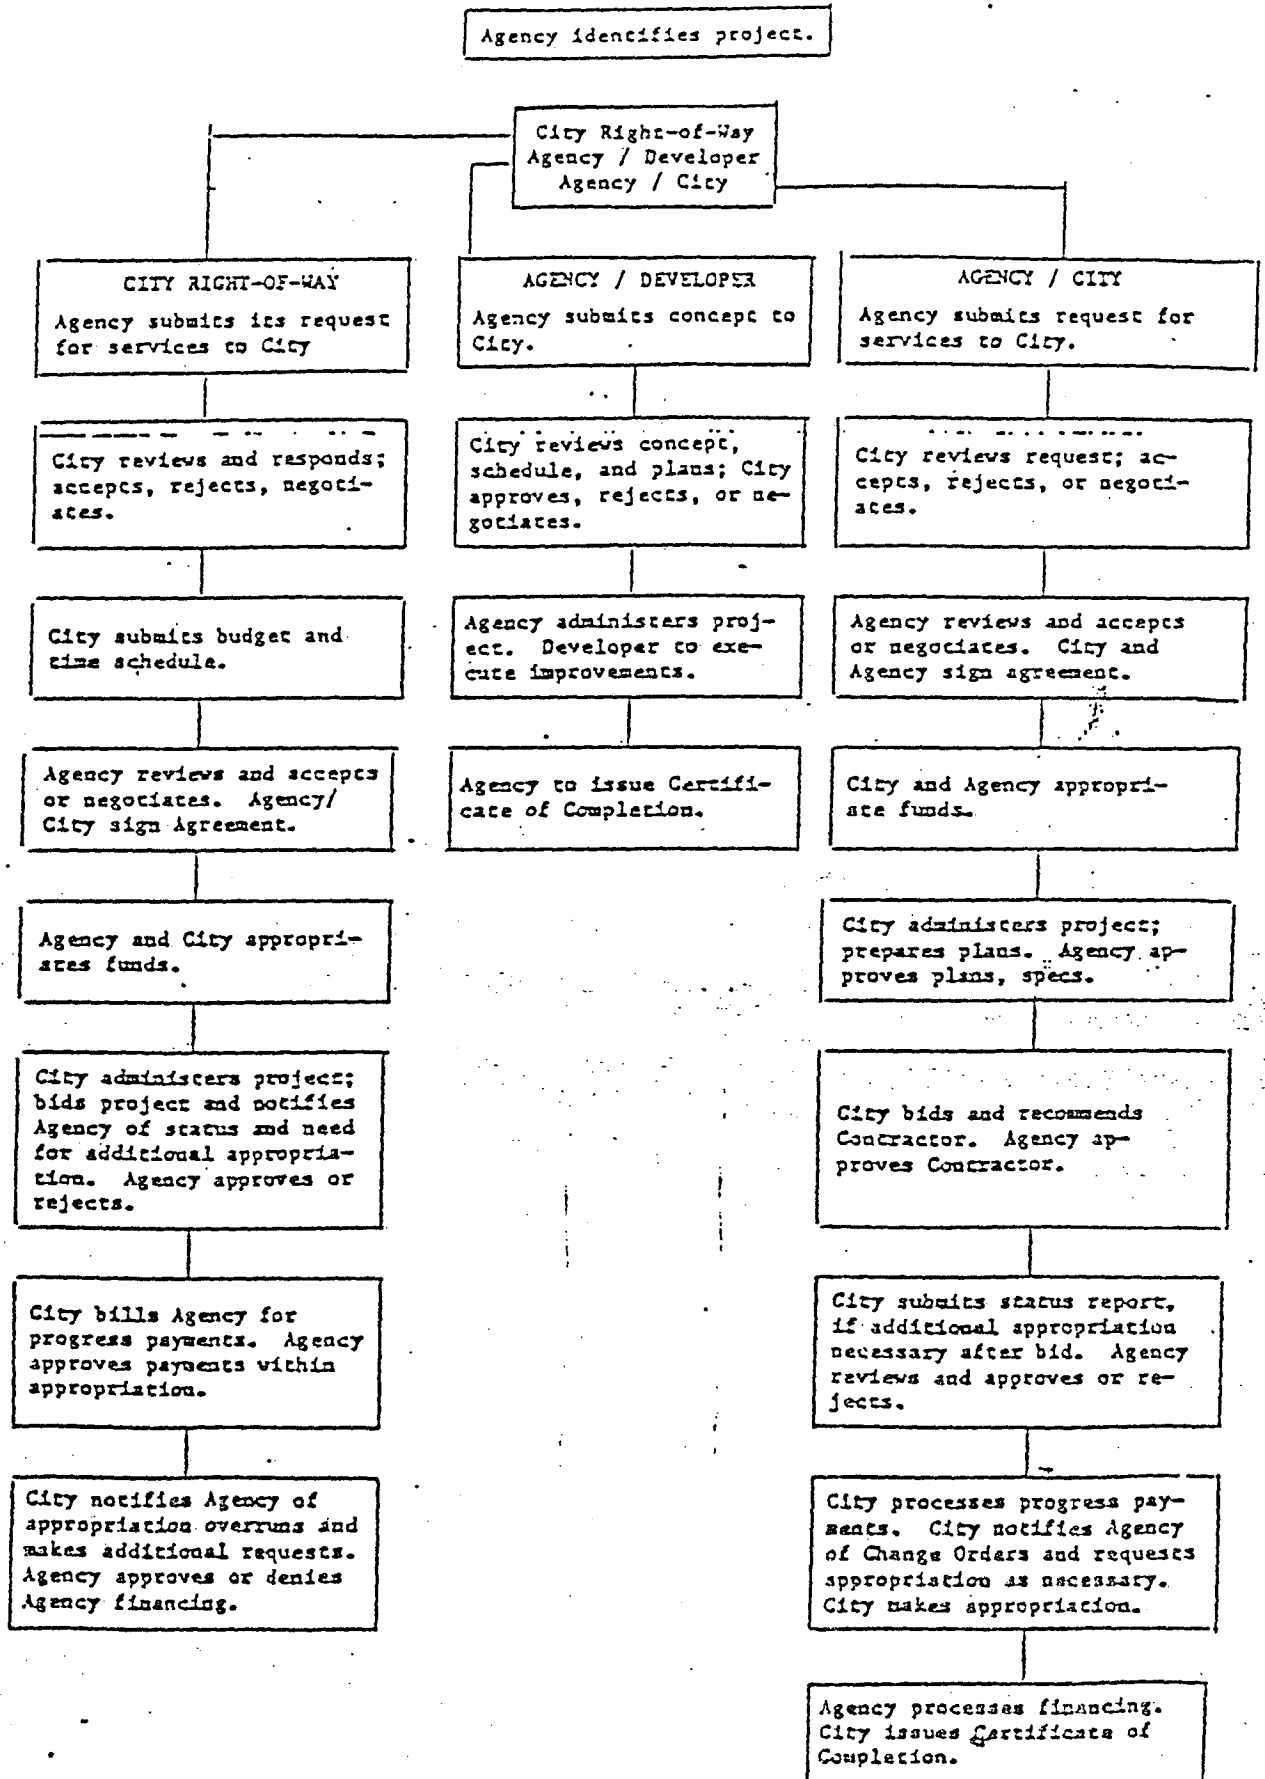 Agency identifies project.
City Right-of-Way
Agency / Developer
Agency / City
CITY RIGHT-OF-WAY
Agency submits its request
for services to City
City reviews and responds;
accepts, rejects, negoti-
ates.
City submits budget and
time schedule.
Agency reviews and accepts
or negotiates. Agency/
City sign Agreement.
Agency and City appropri-
ates funds.
City administers project;
bids project and notifies
Agency of status and need
for additional appropria-
tion. Agency approves or
rejects.
City bills Agency for
progress payments. Agency
approves payments within
appropriation.
City notifies Agency of
appropriation overruns and
makes additional requests.
Agency approves or denies
Agency financing.
AGENCY / DEVELOPER
Agency submits concept to
City.
City reviews concept,
schedule, and plans; City
approves, rejects, or ne-
gotiates.
Agency administers proj-
ect. Developer to exe-
cute improvements.
Agency to issue Certifi-
cate of Completion.
AGENCY / CITY
Agency submits request for
services to City.
City reviews request; ac-
cepts, rejects, or negoti-
ates.
Agency reviews and accepts
or negotiates. City and
Agency sign agreement.
City and Agency appropri-
ate funds.
City administers project;
prepares plans. Agency ap-
proves plans, specs.
City bids and recommends
Contractor. Agency ap-
proves Contractor.
City submits status report,
if additional appropriation
necessary after bid. Agency
reviews and approves or re-
jects.
City processes progress pay-
ments. City notifies Agency
of Change Orders and requests
appropriation as necessary.
City makes appropriation.
Agency processes financing.
City issues Certificate of
Completion.